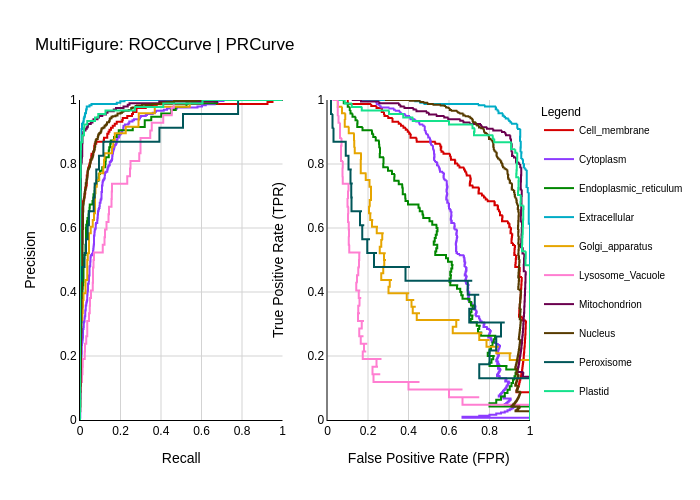 MultiFigure: ROCCurve | PRCurve
Precision
1
0.8
0.6
0.4
0.2
0
0
0.2
0.4
0.6
0.8
1
Recall
True Positive Rate (TPR)
1
0.8
0.6
0.4
0.2
0
0
0.2
0.4
0.6
0.8
1
False Positive Rate (FPR)
Legend
Cell_membrane
Cytoplasm
Endoplasmic_reticulum
Extracellular
Golgi_apparatus
Lysosome_Vacuole
Mitochondrion
Nucleus
Peroxisome
Plastid